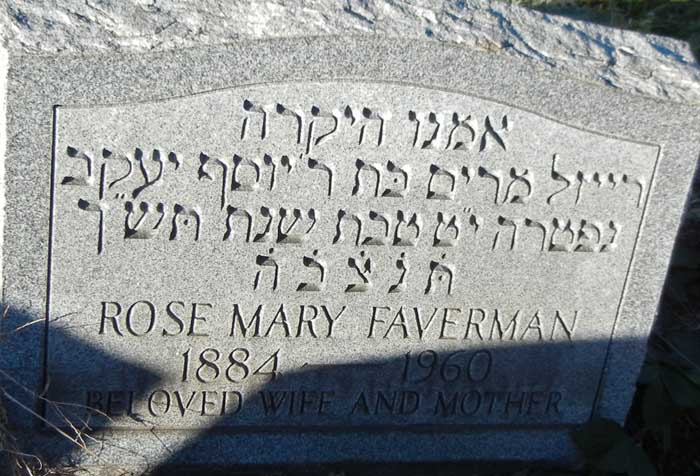 אמנו היקרה
רייזל מרים בת ר' יוסף יעקב
נפטרה י"ט טבת שנת תש"ך
ת נ צ ב ה
ROSE MARY FAVERMAN
1884 — 1960
BELOVED WIFE AND MOTHER